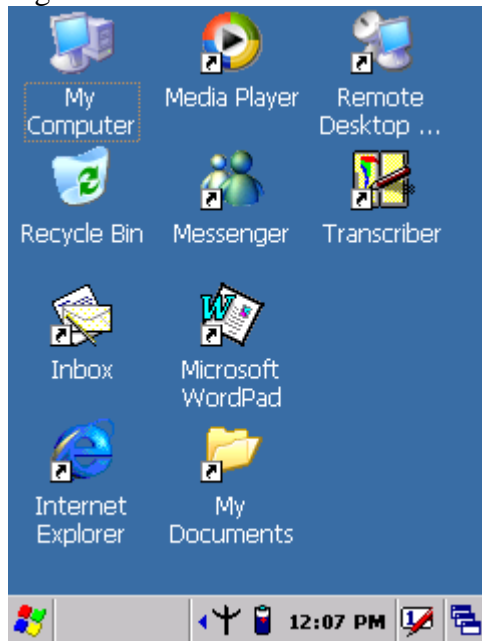 My
Computer
Media Player
Remote
Desktop ...
Recycle Bin
Messenger
Transcriber
Inbox
Microsoft
WordPad
Internet
Explorer
My
Documents
12:07 PM